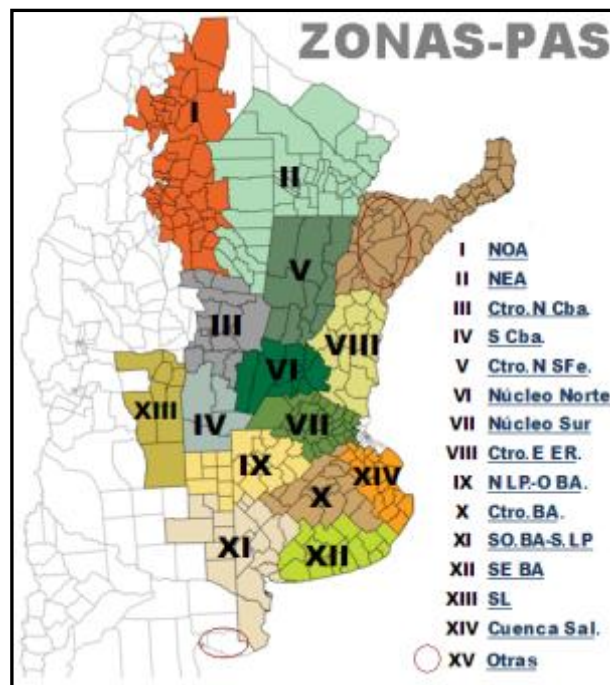 ZONAS-PAS
I
II
V
III
VIII
VI
XIII
IV
VII
IX
XIV
X
XI
XII
I NOA
II NEA
III Ctro.N Cba.
IV S Cba.
V Ctro.N SFe.
VI Núcleo Norte
VII Núcleo Sur
VIII Ctro.E ER.
IX N LP.-O BA.
X Ctro.BA.
XI SO.BA-S.LP
XII SE BA
XIII SL
XIV Cuenca Sal.
XV Otras